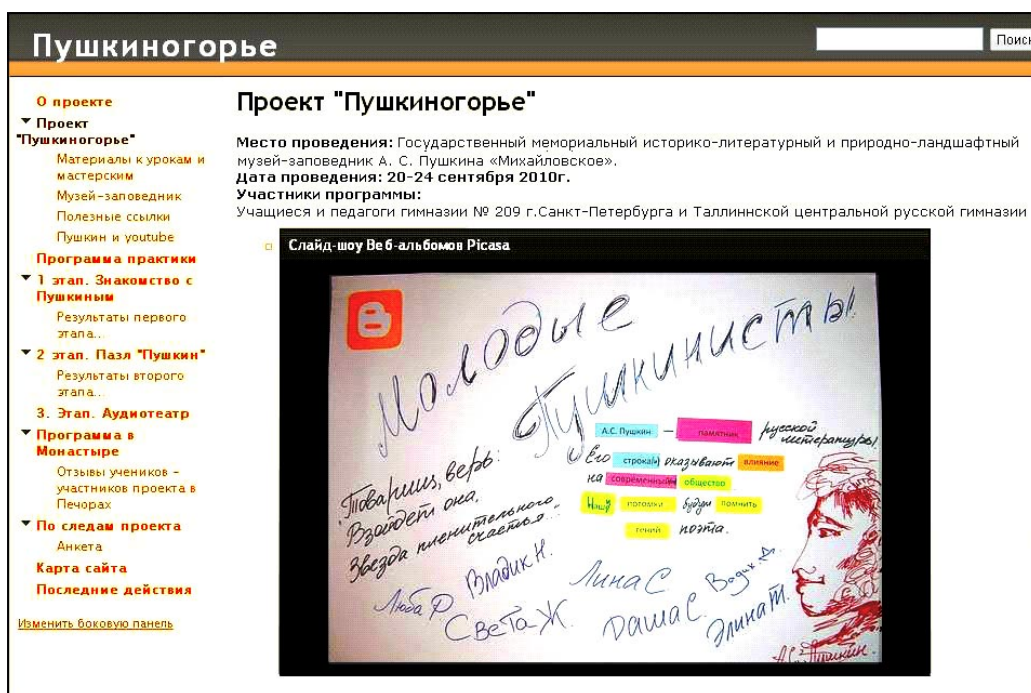 Пушкиногорье
Поиск
О проекте
Проект
"Пушкиногорье"
Материалы к урокам и
мастерским
Музей-заповедник
Полезные ссылки
Пушкин и youtube
Программа практики
1 этап. Знакомство с
Пушкиным
Результаты первого
этапа..
2 этап. Пазл "Пушкин"
Результаты второго
этапа..
3. Этап. Аудиотеатр
Программа в
Монастыре
Отзывы учеников -
участников проекта в
Печорах
По следам проекта
Анкета
Карта сайта
Последние действия
Изменить боковую панель
Проект "Пушкиногорье"
Место проведения: Государственный мемориальный историко-литературный и природно-ландшафтный
музей-заповедник А. С. Пушкина «Михайловское».
Дата проведения: 20-24 сентября 2010г.
Участники программы:
Учащиеся и педагоги гимназии № 209 г.Санкт-Петербурга и Таллиннской центральной русской гимназии
Слайд-шоу Веб-альбомов Picasa
Молодые
Пушкинисты
А.С. Пушкин — памятник русской
литературы
Его строка(и) оказывают влияние
на современный общество
потомки будут помнить
гений поэта.
"Товарищ, верь:
Взойдет она,
Звезда пленительного
счастья..."
Люба Ф.
Владик Н.
Света Ж.
Лина С
Даша С.
Вадик Д
Элина Т.
А.С. Пушкин.